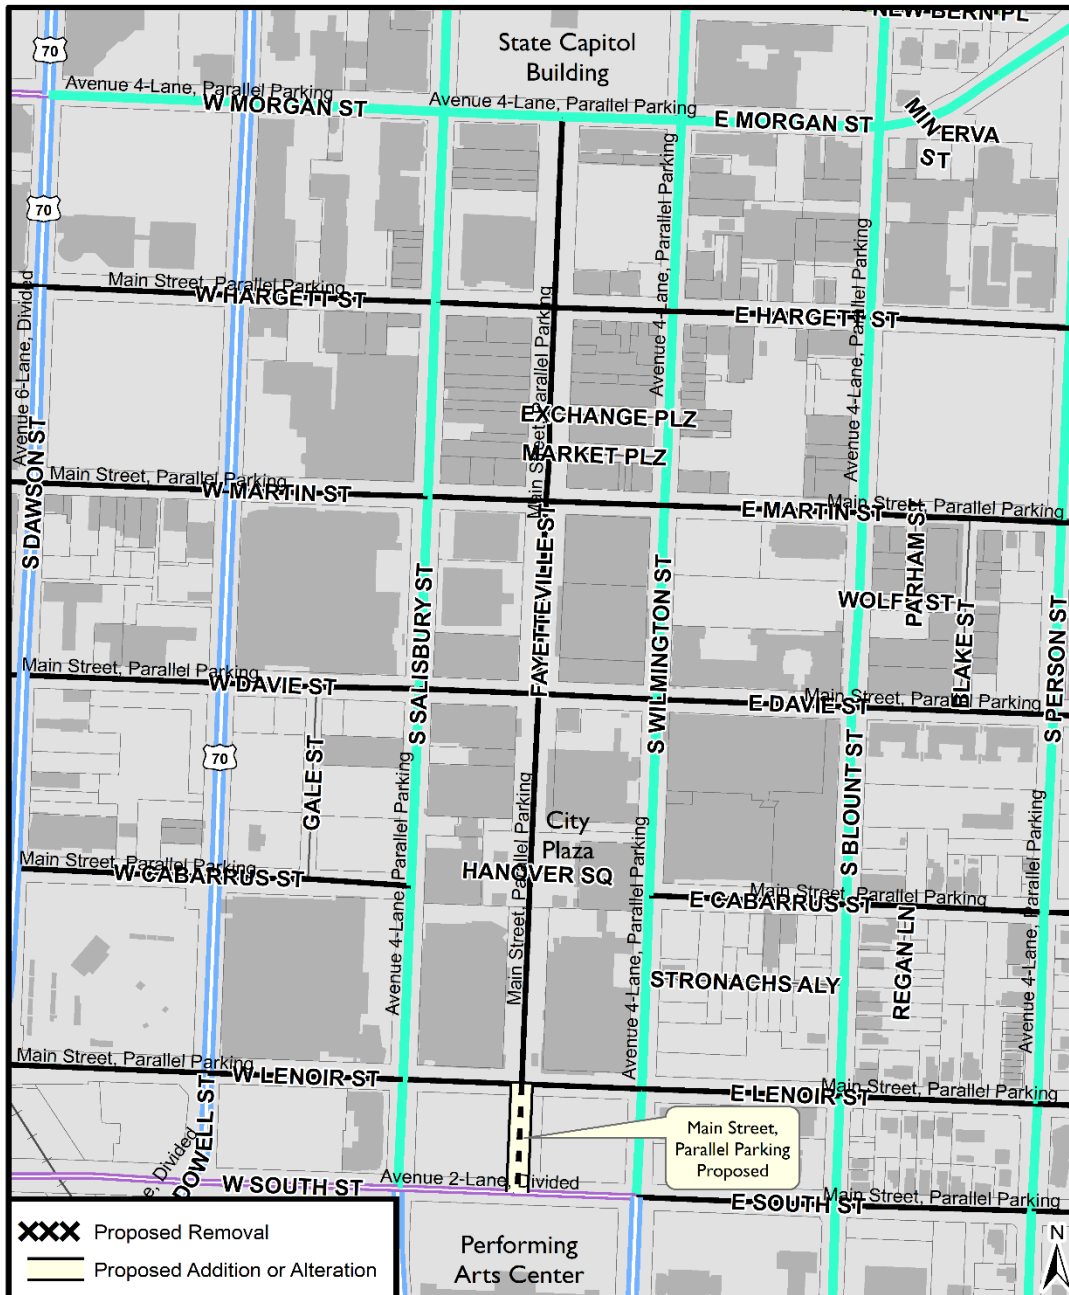 NEW BERN PL
State Capitol
Building
70
Avenue 4-Lane, Parallel Parking
W MORGAN ST
Avenue 4-Lane, Parallel Parking
E MORGAN ST
MINERVA
ST
70
Avenue 4-Lane, Parallel Parking
Avenue 4-Lane, Parallel Parking
Main Street, Parallel Parking
W HARGETT ST
E HARGETT ST
Avenue 6-Lane, Divided
Main Street, Parallel Parking
EXCHANGE PLZ
MARKET PLZ
S DAWSON ST
Main Street, Parallel Parking
W MARTIN ST
E MARTIN ST
Main Street, Parallel Parking
FAYETTEVILLE ST
PARHAM ST
S SALISBURY ST
S WILMINGTON ST
WOLFE ST
BLAKE ST
S PERSON ST
Main Street, Parallel Parking
W DAVIE ST
E DAVIE ST
Main Street, Parallel Parking
70
GALE ST
S BLOUNT ST
Avenue 4-Lane, Parallel Parking
Main Street, Parallel Parking
City
Plaza
HANOVER SQ
Avenue 4-Lane, Parallel Parking
Avenue 4-Lane, Parallel Parking
Main Street, Parallel Parking
W CABARRUS ST
Main Street, Parallel Parking
E CABARRUS ST
STRONACHS ALY
REGAN LN
Main Street, Parallel Parking
W LENOIR ST
E LENOIR ST
Main Street, Parallel Parking
Main Street,
Parallel Parking
Proposed
e, Divided
DOWELL ST
W SOUTH ST
Avenue 2-Lane, Divided
E SOUTH ST
Main Street, Parallel Parking
Proposed Removal
Proposed Addition or Alteration
Performing
Arts Center
N